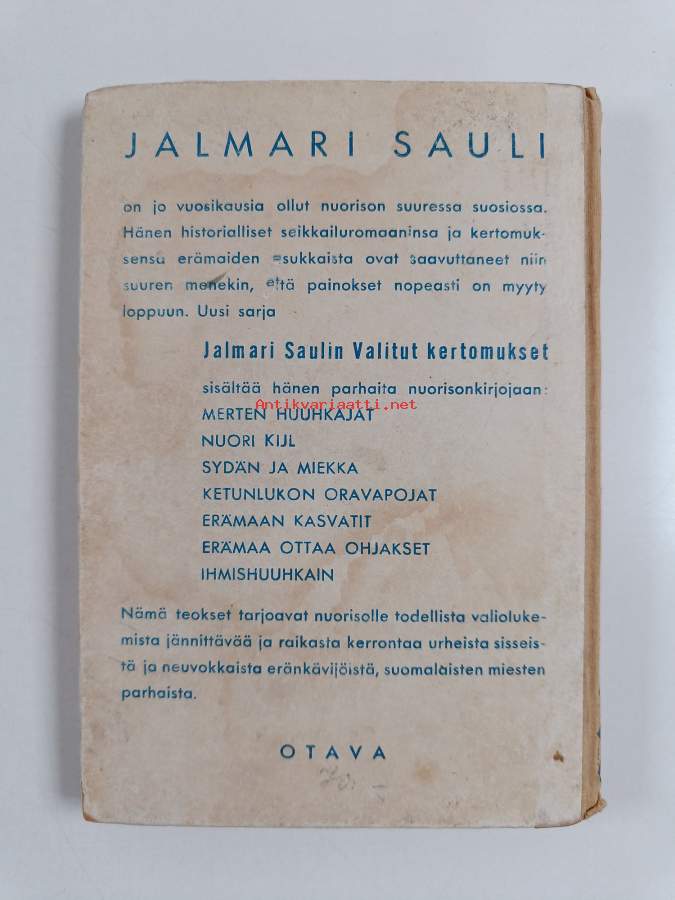 JALMARI SAULI
on jo vuosikausia ollut nuorison suuressa suosiossa.
Hänen historialliset seikkailuromaaninsa ja kertomuk-
sensa erämaiden asukkaista ovat saavuttaneet niin
suuren menekin, että painokset nopeasti on myyty
loppuun. Uusi sarja
Jalmari Saulin Valitut kertomukset
sisältää hänen parhaita nuorisonkirjojaan:
Antikvariaatti.net
MERTEN HUUHKAJAT
NUORI KIJL
SYDÄN JA MIEKKA
KETUNLUKON ORAVAPOJAT
ERÄMAAN KASVATIT
ERÄMAA OTTAA OHJAKSET
IHMISHUUHKAIN
Nämä teokset tarjoavat nuorisolle todellista valioluke-
mista jännittävää ja raikasta kerrontaa urheista sisseis-
tä ja neuvokkaista eränkävijöistä, suomalaisten miesten
parhaista.
OTAVA